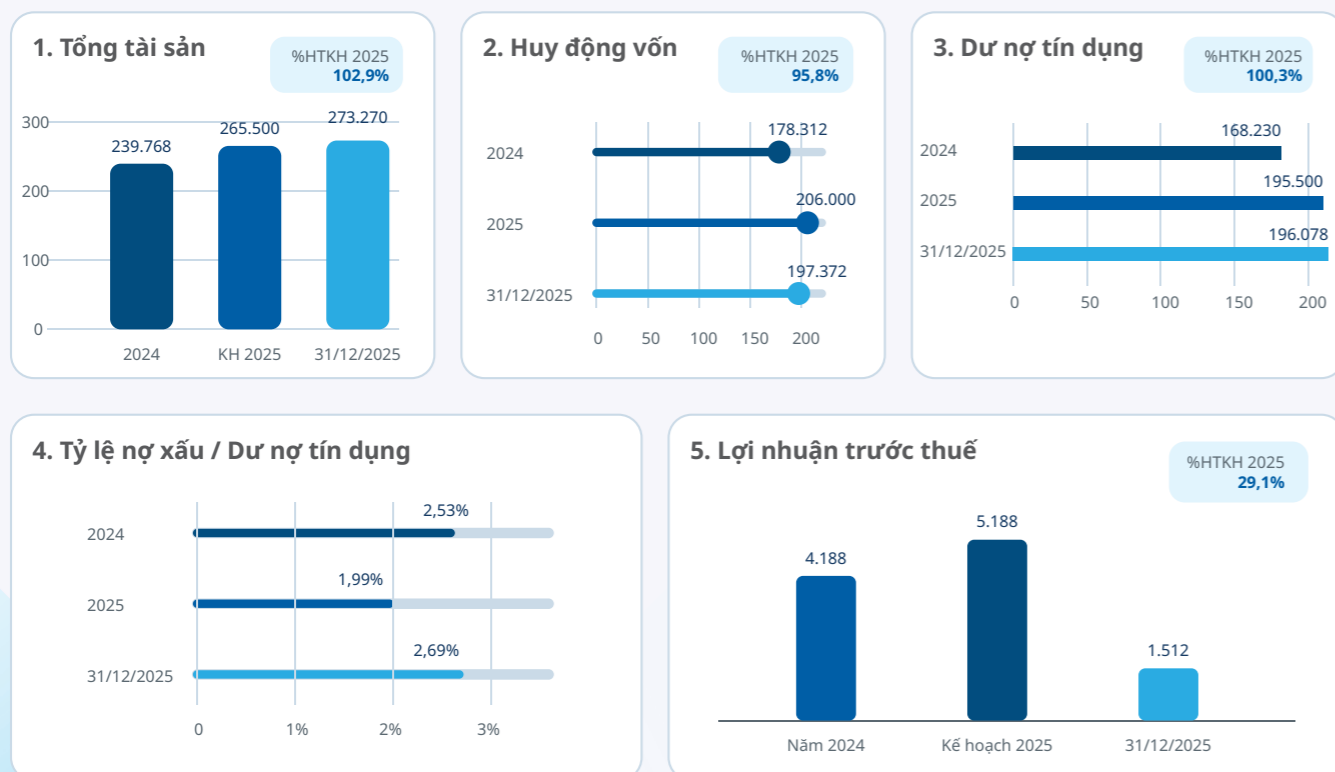 1. Tổng tài sản
%HTKH 2025
102,9%
300
200
100
0
239.768
265.500
273.270
2024
KH 2025
31/12/2025
2. Huy động vốn
%HTKH 2025
95,8%
2024
178.312
2025
206.000
31/12/2025
197.372
0 50 100 150 200
3. Dư nợ tín dụng
%HTKH 2025
100,3%
2024
168.230
2025
195.500
31/12/2025
196.078
0 50 100 150 200
4. Tỷ lệ nợ xấu / Dư nợ tín dụng
2024
2,53%
2025
1,99%
31/12/2025
2,69%
0 1% 2% 3%
5. Lợi nhuận trước thuế
%HTKH 2025
29,1%
4.188
5.188
1.512
Năm 2024
Kế hoạch 2025
31/12/2025